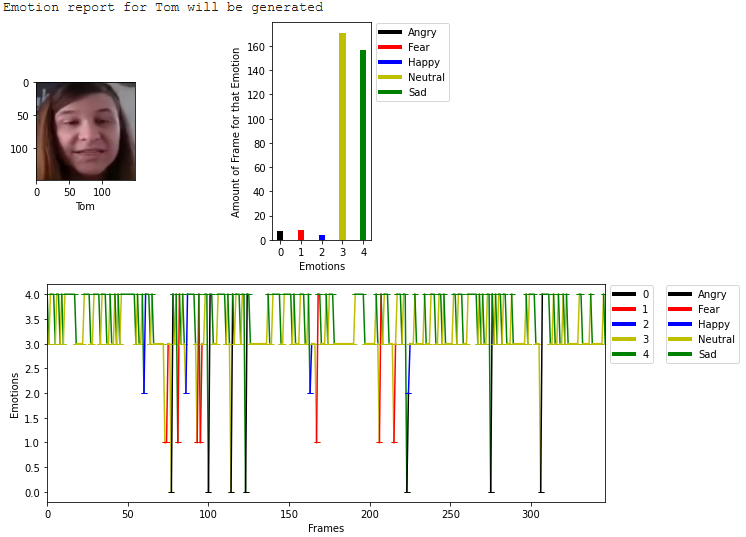 Emotion report for Tom will be generated
0
50
100
0 50 100
Tom
Amount of Frame for that Emotion
160
140
120
100
80
60
40
20
0
0 1 2 3 4
Emotions
Angry
Fear
Happy
Neutral
Sad
Emotions
4.0
3.5
3.0
2.5
2.0
1.5
1.0
0.5
0.0
0 50 100 150 200 250 300
Frames
0
1
2
3
4
Angry
Fear
Happy
Neutral
Sad